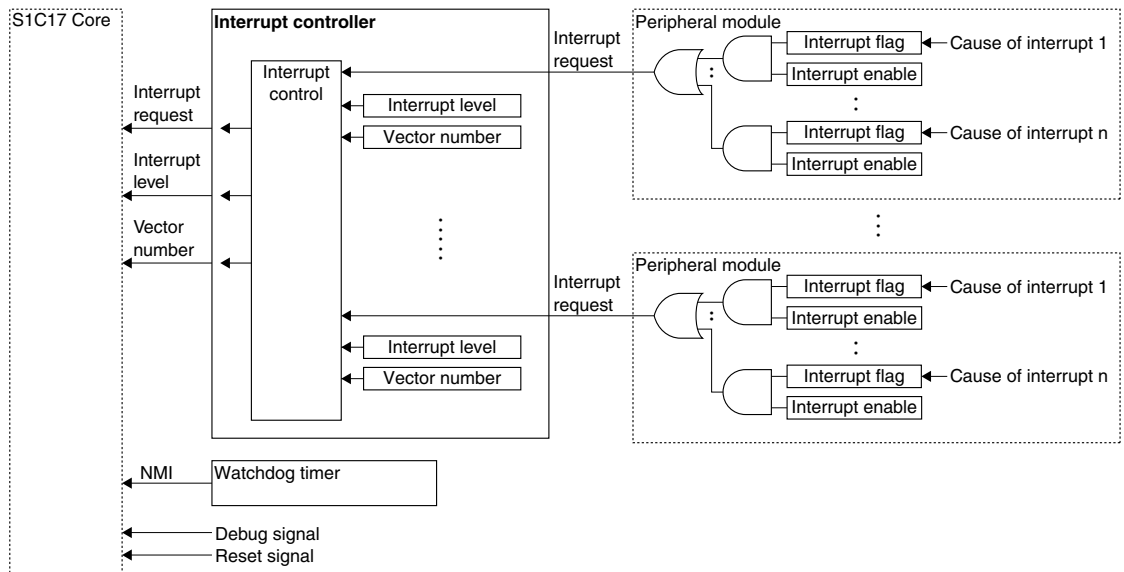 S1C17 Core
Interrupt controller
Peripheral module
Interrupt
request
Interrupt flag
Cause of interrupt 1
Interrupt enable
Interrupt flag
Cause of interrupt n
Interrupt enable
Interrupt
control
Interrupt level
Vector number
Interrupt
request
Interrupt
level
Vector
number
Peripheral module
Interrupt
request
Interrupt flag
Cause of interrupt 1
Interrupt enable
Interrupt flag
Cause of interrupt n
Interrupt enable
Interrupt level
Vector number
NMI
Watchdog timer
Debug signal
Reset signal